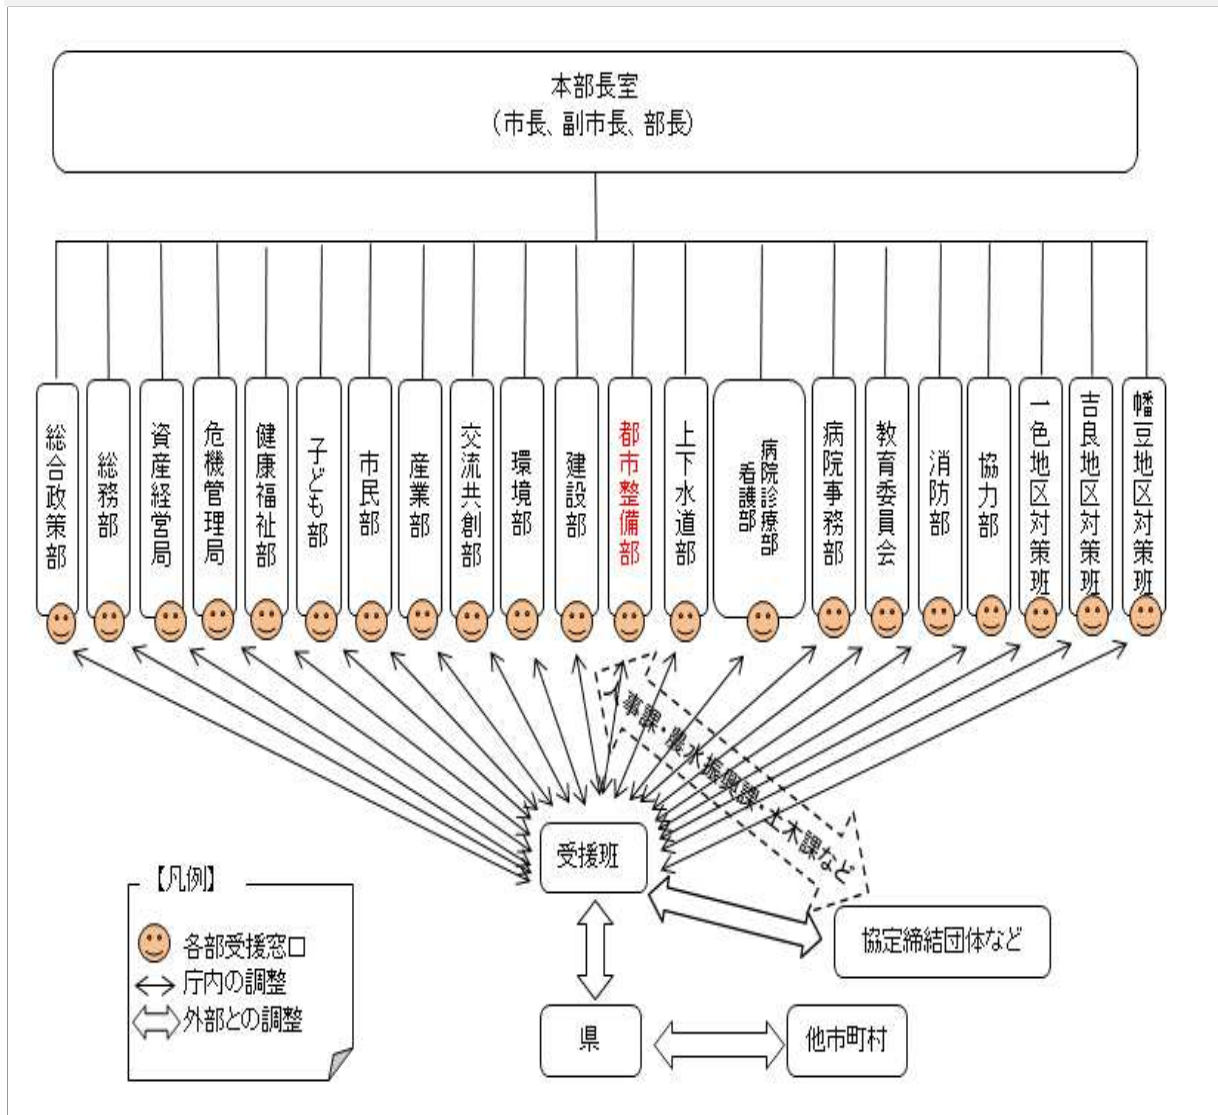 本部長室
（市長、副市長、部長）
総合政策部
総務部
資産経営局
危機管理局
健康福祉部
子ども部
市民部
産業部
交流共創部
環境部
建設部
都市整備部
上下水道部
病院診療部
看護部
病院事務部
教育委員会
消防部
協力部
一色地区対策班
吉良地区対策班
幡豆地区対策班
人事課・農水振興課・土木課など
受援班
協定締結団体など
県
他市町村
【凡例】
各部受援窓口
庁内の調整
外部との調整